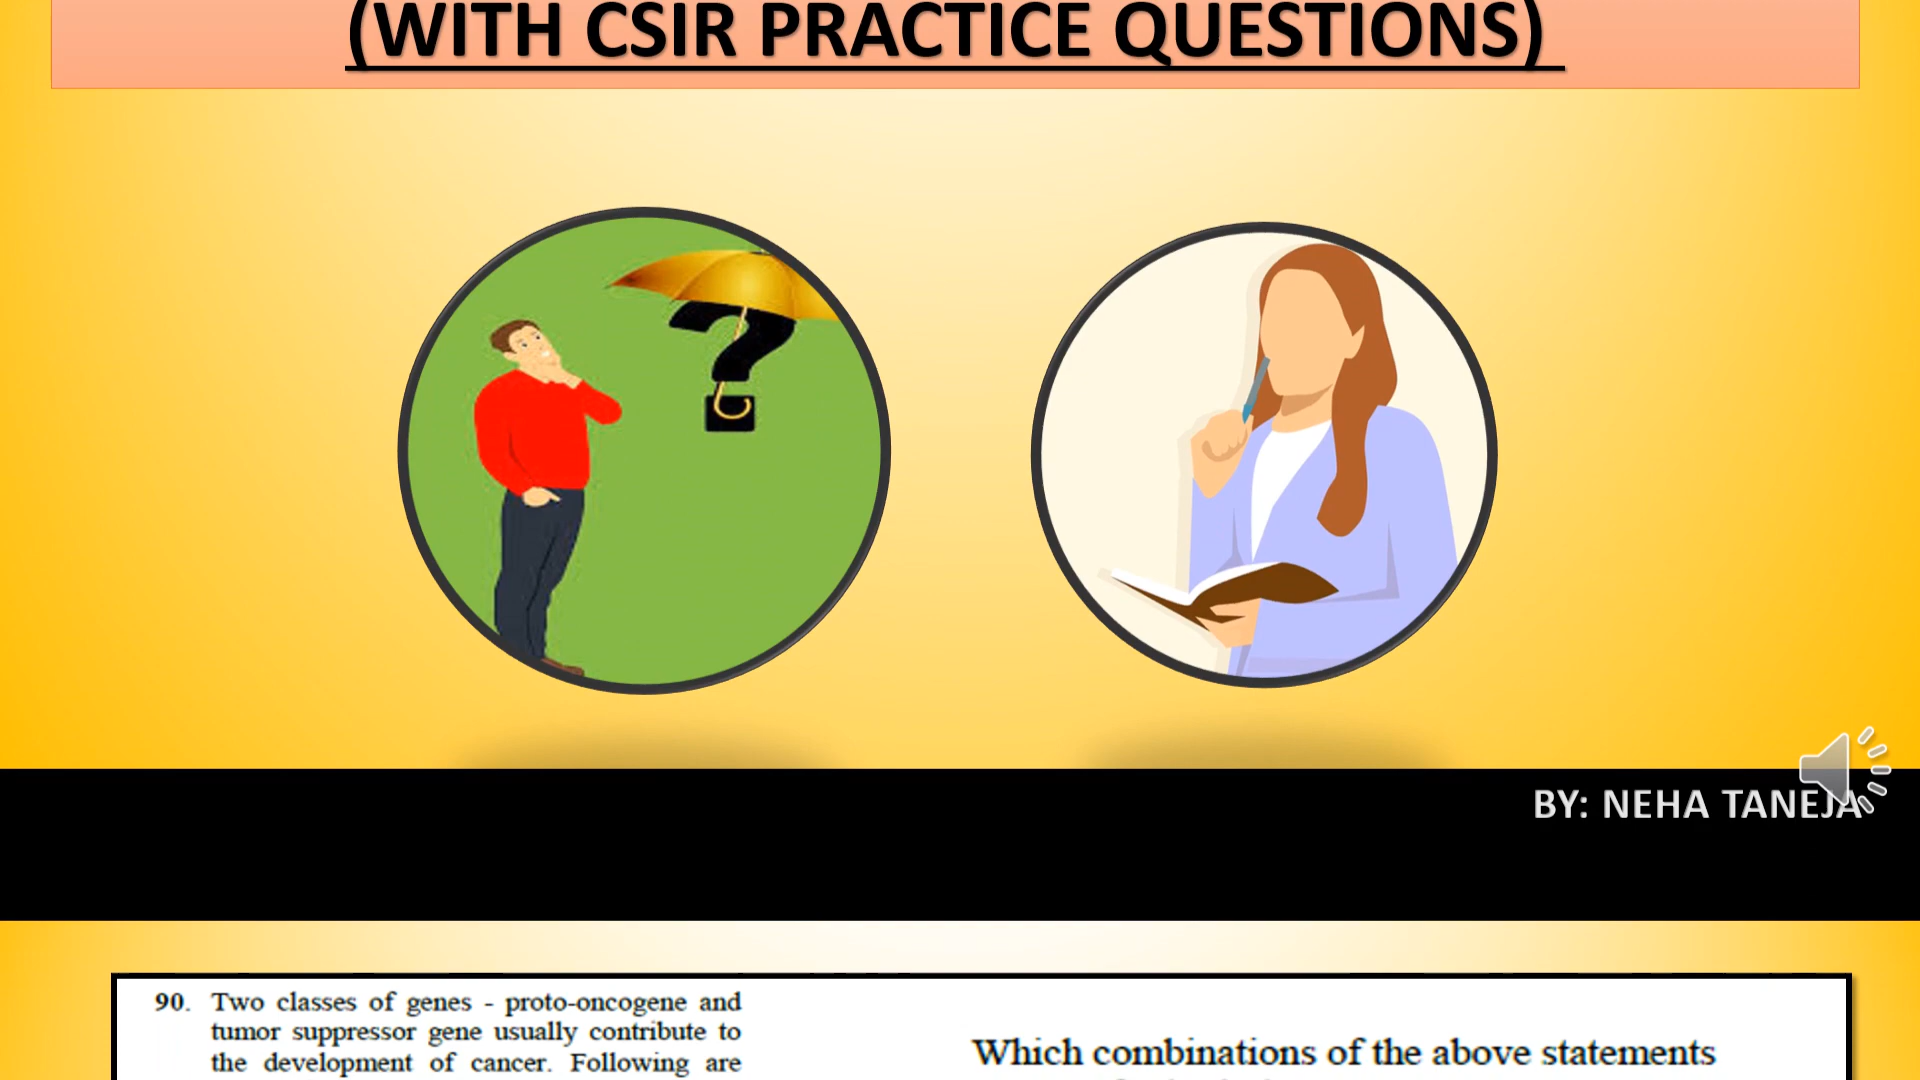 (WITH CSIR PRACTICE QUESTIONS)
?
BY: NEHA TANEJA
90. Two classes of genes - proto-oncogene and
tumor suppressor gene usually contribute to
the development of cancer. Following are
Which combinations of the above statements